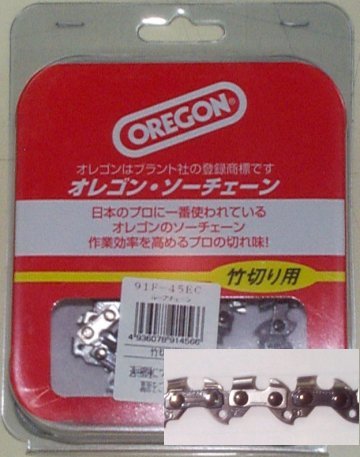 OREGON
オレゴンはブラント社の登録商標です
オレゴン・ソーチェーン
日本のプロに一番使われている
オレゴンのソーチェーン
作業効率を高めるプロの切れ味!
竹切り用
91F-45EC
ループチェーン
4936078914566